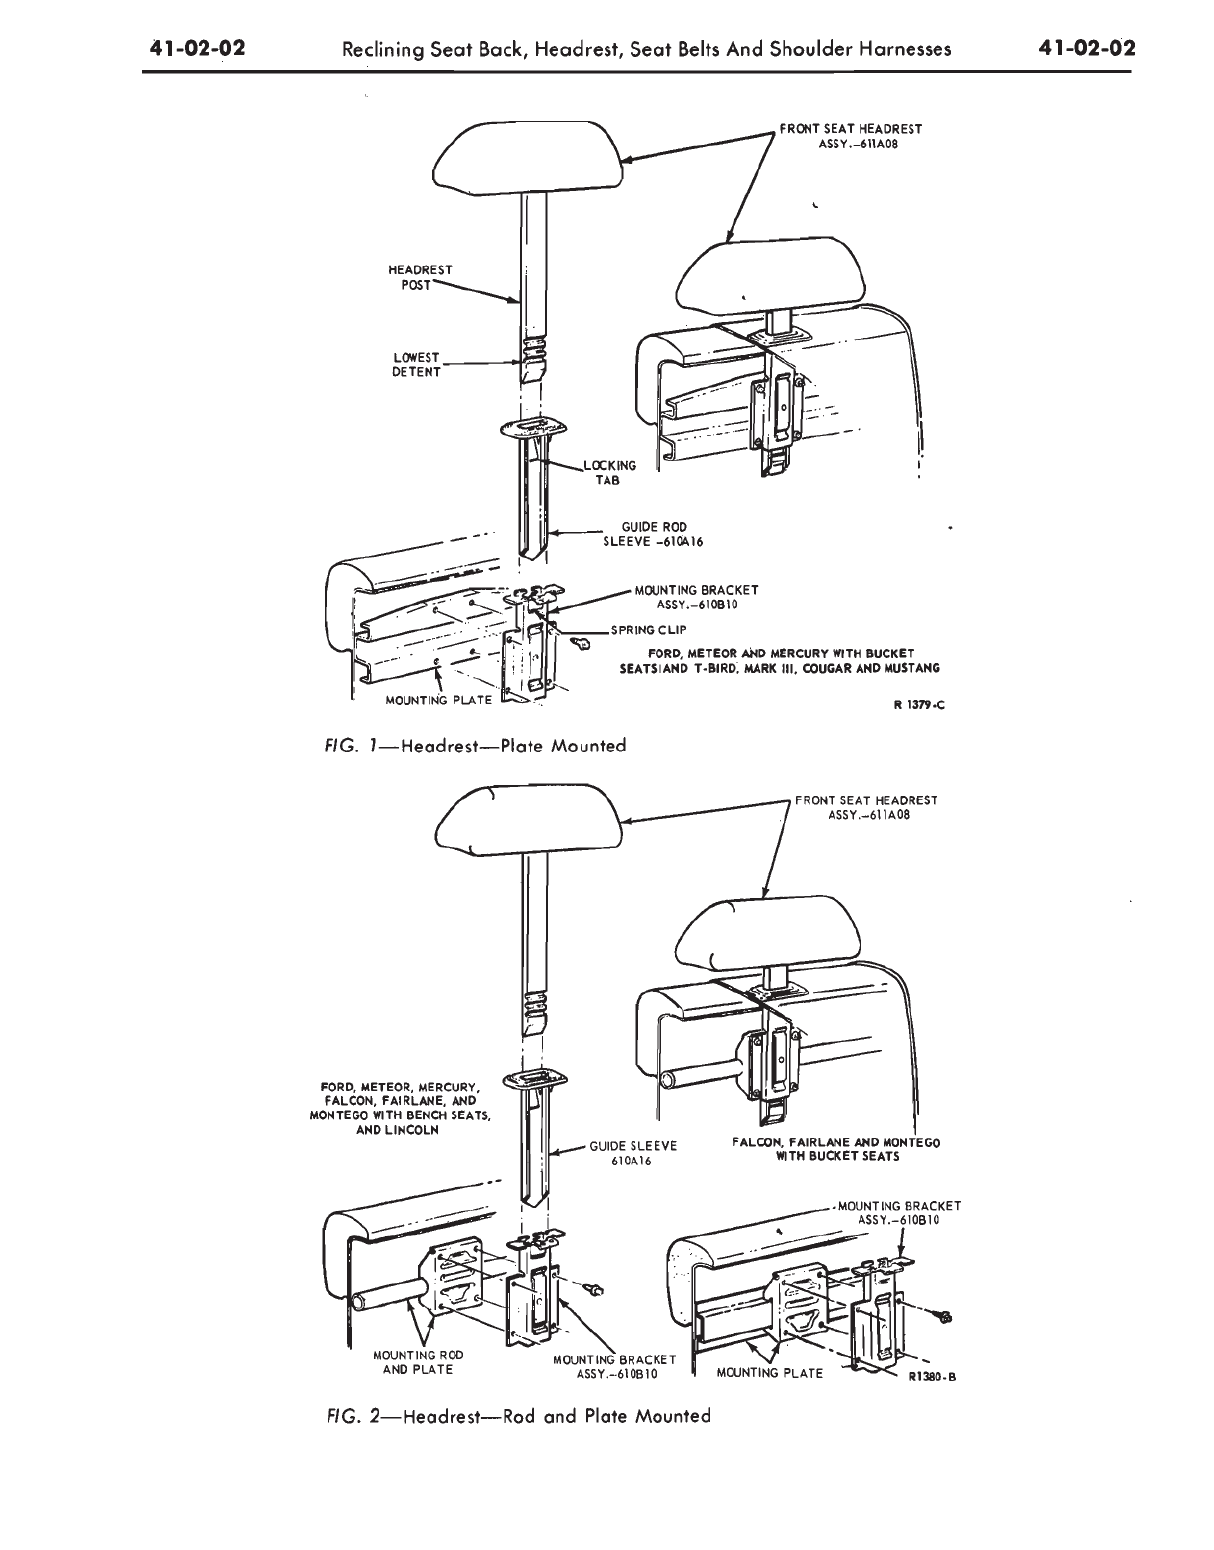 41-02-02 Reclining Seat Back, Headrest, Seat Belts And Shoulder Harnesses 41-02-02
FRONT SEAT HEADREST
ASSY.-611A08
HEADREST
POST
LOWEST
DETENT
LOCKING
TAB
GUIDE ROD
SLEEVE -610A16
MOUNTING BRACKET
ASSY.-610B10
SPRING CLIP
FORD, METEOR AND MERCURY WITH BUCKET
SEATS AND T-BIRD, MARK III, COUGAR AND MUSTANG
MOUNTING PLATE
R 1379-C
FIG. 1—Headrest—Plate Mounted
FRONT SEAT HEADREST
ASSY.-611A08
FORD, METEOR, MERCURY,
FALCON, FAIRLANE, AND
MONTEGO WITH BENCH SEATS,
AND LINCOLN
GUIDE SLEEVE
610A16
FALCON, FAIRLANE AND MONTEGO
WITH BUCKET SEATS
MOUNTING BRACKET
ASSY.-610B10
MOUNTING ROD
AND PLATE
MOUNTING BRACKET
ASSY.-610B10
MOUNTING PLATE
R1380-B
FIG. 2—Headrest—Rod and Plate Mounted